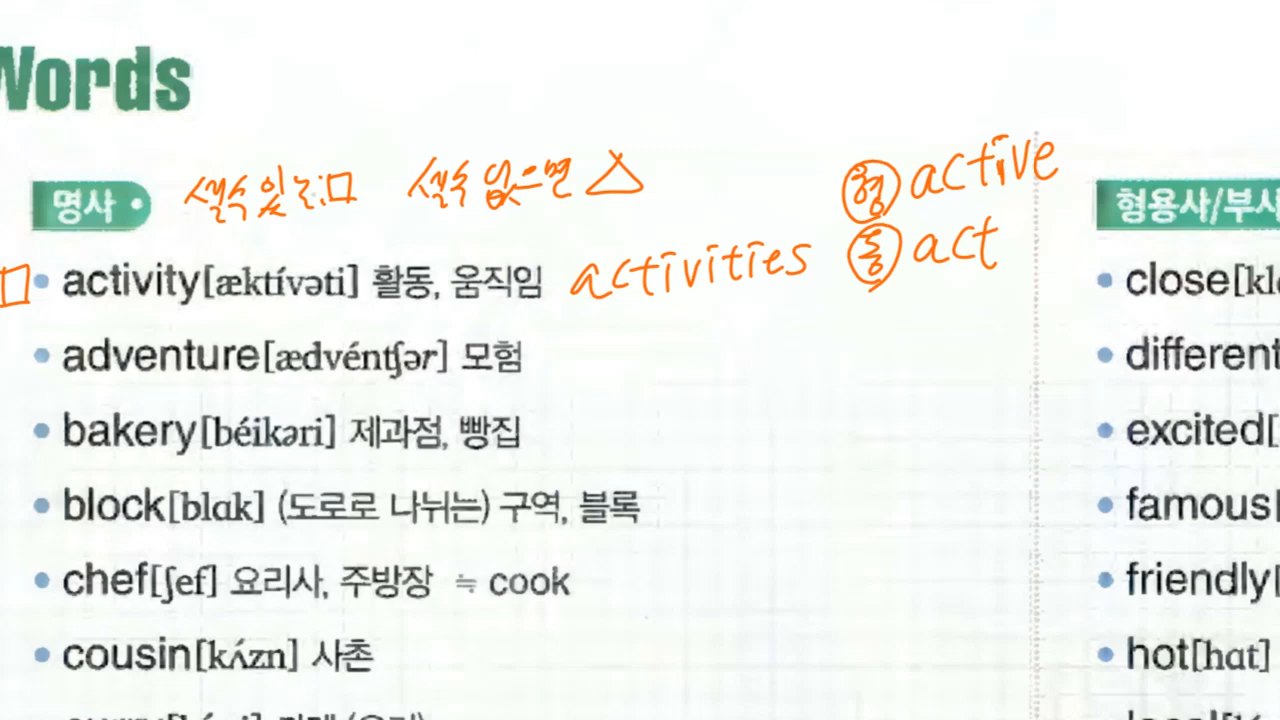 Words
명사 셀수 있는:□ 셀수 없으면 △ 형 active
activity[æktívəti] 활동, 움직임 activities 동 act
adventure[ædvéntʃər] 모험
bakery[béikəri] 제과점, 빵집
block[blɑk] (도로로 나뉘는) 구역, 블록
chef[ʃef] 요리사, 주방장 ≒ cook
cousin[kʌ́zn] 사촌
형용사/부사
close
different
excited
famous
friendly
hot[hɑt]